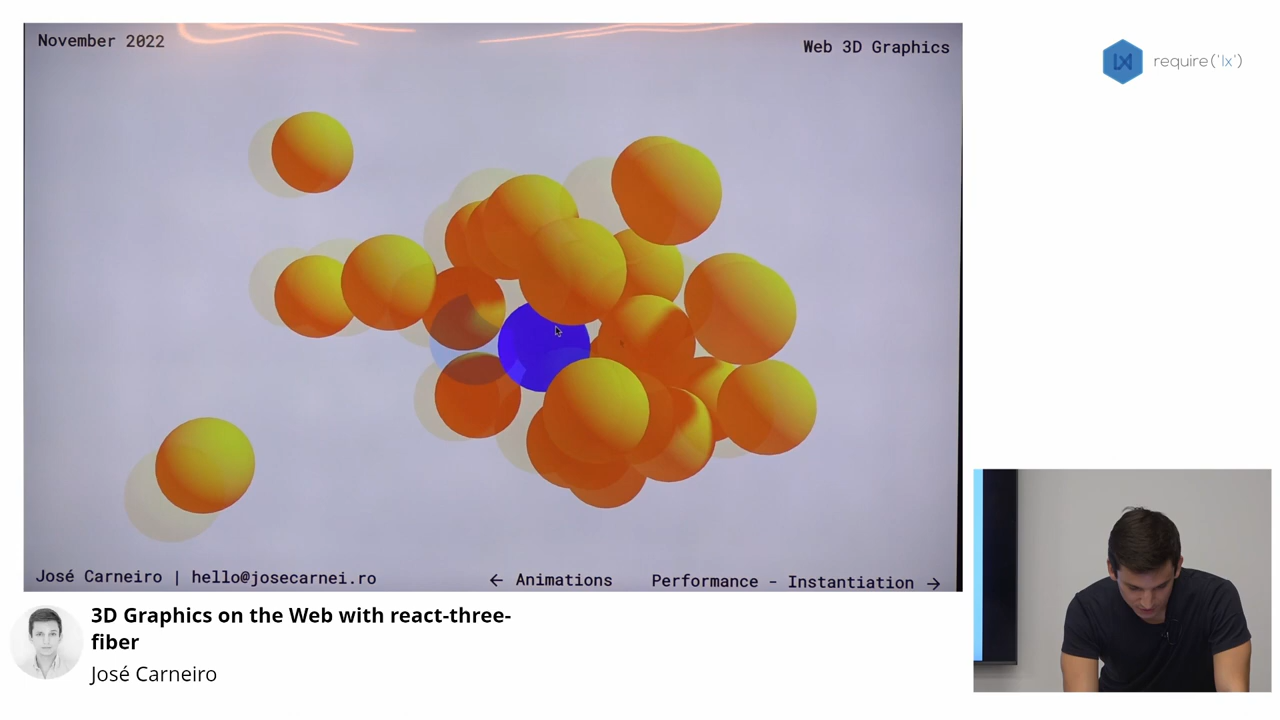 November 2022
Web 3D Graphics
require('lx')
José Carneiro | hello@josecarnei.ro
← Animations
Performance - Instantiation →
3D Graphics on the Web with react-three-
fiber
José Carneiro